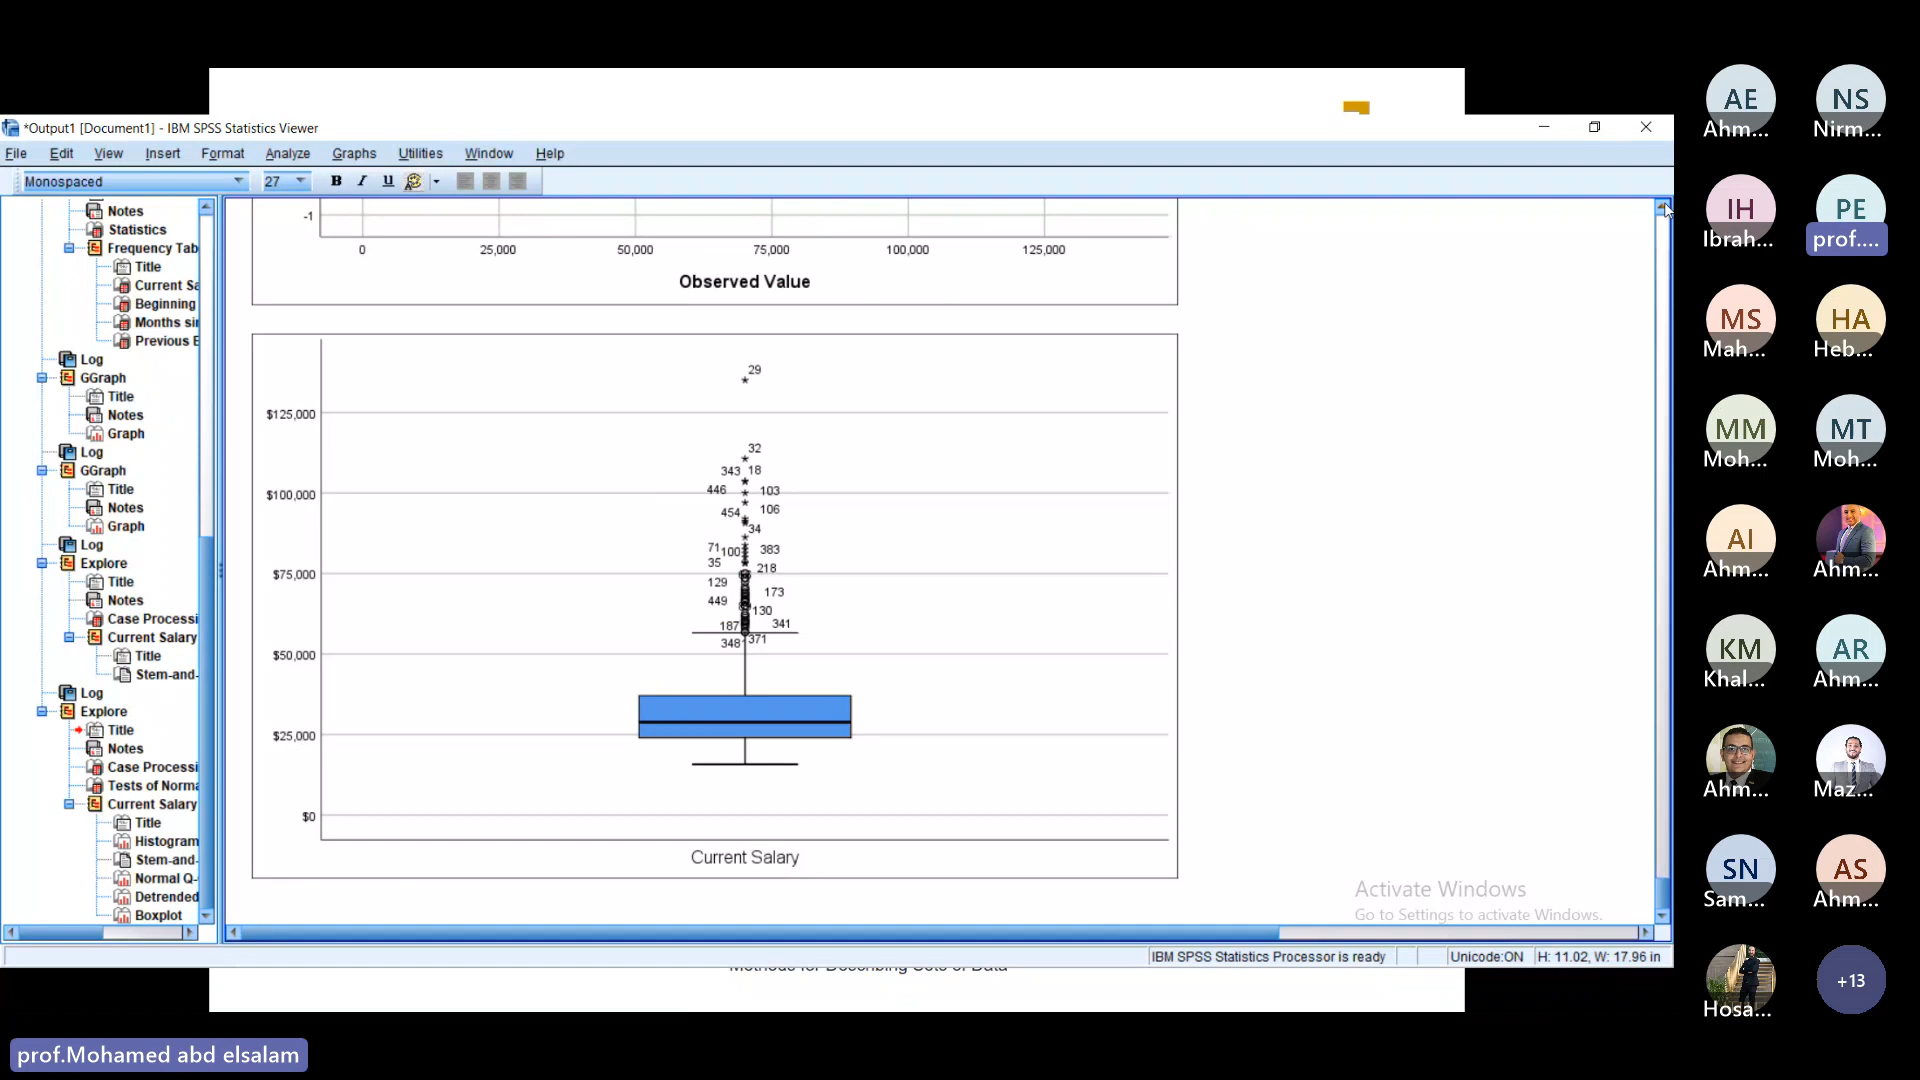 *Output1 [Document1] - IBM SPSS Statistics Viewer
File Edit View Insert Format Analyze Graphs Utilities Window Help
Monospaced 27 B I U
Notes
Statistics
Frequency Tab
Title
Current Sa
Beginning
Months si
Previous E
Log
GGraph
Title
Notes
Graph
Log
GGraph
Title
Notes
Graph
Log
Explore
Title
Notes
Case Processi
Current Salary
Title
Stem-and-
Log
Explore
Title
Notes
Case Processi
Tests of Norma
Current Salary
Title
Histogram
Stem-and-
Normal Q-
Detrended
Boxplot
-1
0 25,000 50,000 75,000 100,000 125,000
Observed Value
29
$125,000
32
343 18
$100,000 446 103
454 106
34
71 100 383
35 218
$75,000
129 173
449 130
187 341
348 371
$50,000
$25,000
$0
Current Salary
Activate Windows
Go to Settings to activate Windows.
IBM SPSS Statistics Processor is ready Unicode:ON H: 11.02, W: 17.96 in
Methods for Describing Sets of Data
prof.Mohamed abd elsalam
AE NS
Ahm... Nirm...
IH PE
Ibrah... prof....
MS HA
Mah... Heb...
MM MT
Moh... Moh...
AI
Ahm... Ahm...
KM AR
Khal... Ahm...
Ahm... Maz...
SN AS
Sam... Ahm...
+13
Hosa...